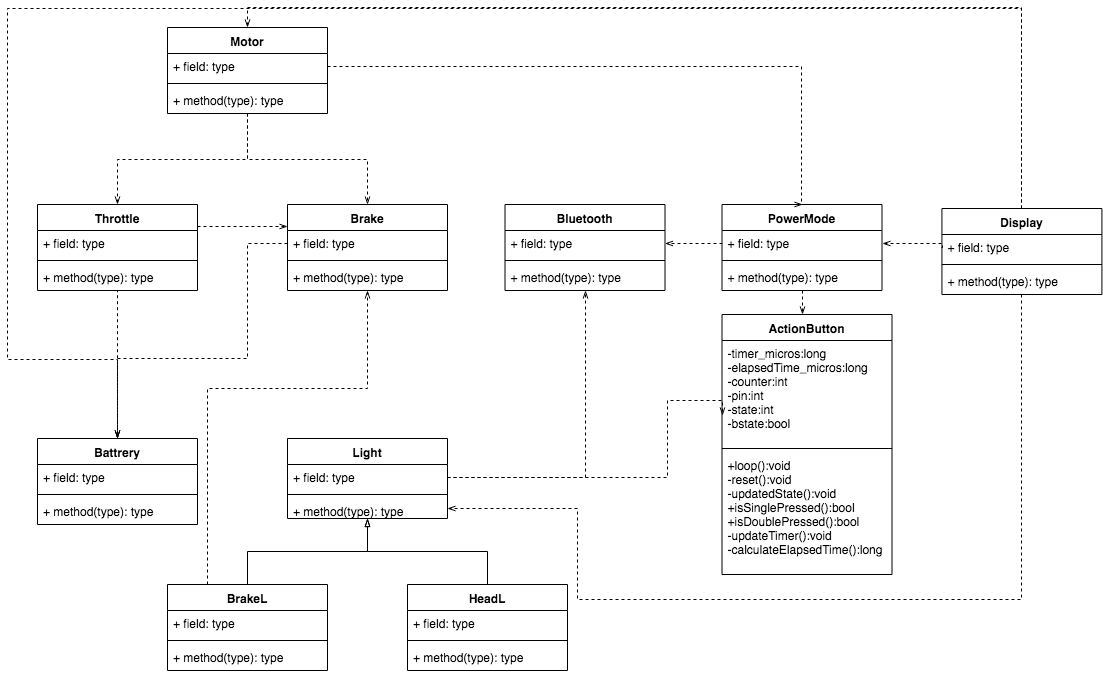 Motor
+ field: type
+ method(type): type
Throttle
+ field: type
+ method(type): type
Brake
+ field: type
+ method(type): type
Bluetooth
+ field: type
+ method(type): type
PowerMode
+ field: type
+ method(type): type
Display
+ field: type
+ method(type): type
ActionButton
-timer_micros:long
-elapsedTime_micros:long
-counter:int
-pin:int
-state:int
-bstate:bool
+loop():void
-reset():void
-updatedState():void
+isSinglePressed():bool
+isDoublePressed():bool
-updateTimer():void
-calculateElapsedTime():long
Battrery
+ field: type
+ method(type): type
Light
+ field: type
+ method(type): type
BrakeL
+ field: type
+ method(type): type
HeadL
+ field: type
+ method(type): type